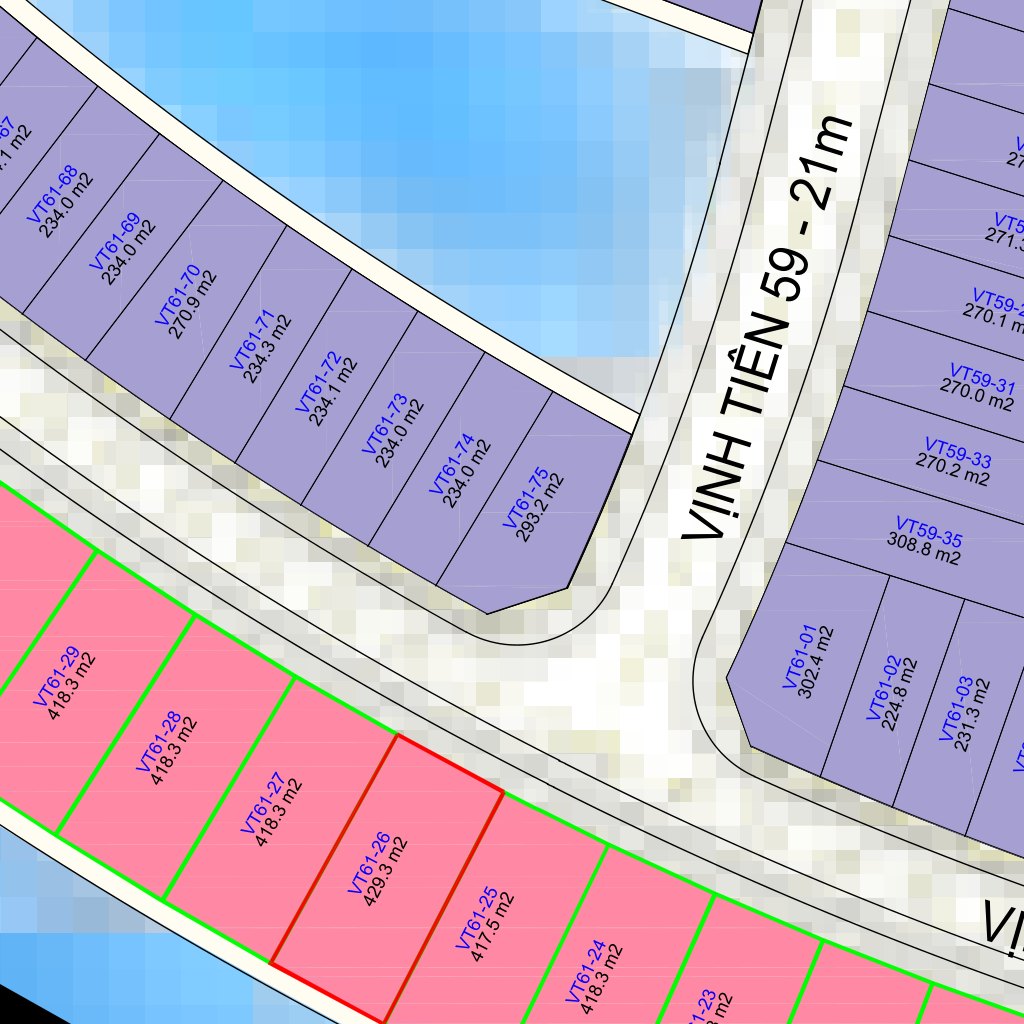 VỊNH TIÊN 59 - 21m
VT61-68
234.0 m2
VT61-69
234.0 m2
VT61-70
270.9 m2
VT61-71
234.3 m2
VT61-72
234.1 m2
VT61-73
234.0 m2
VT61-74
234.0 m2
VT61-75
293.2 m2
270.1 m
VT59-31
270.0 m2
VT59-33
270.2 m2
VT59-35
308.8 m2
VT61-01
302.4 m2
VT61-02
224.8 m2
VT61-03
231.3 m2
VT61-29
418.3 m2
VT61-28
418.3 m2
VT61-27
418.3 m2
VT61-26
429.3 m2
VT61-25
417.5 m2
VT61-24
418.3 m2